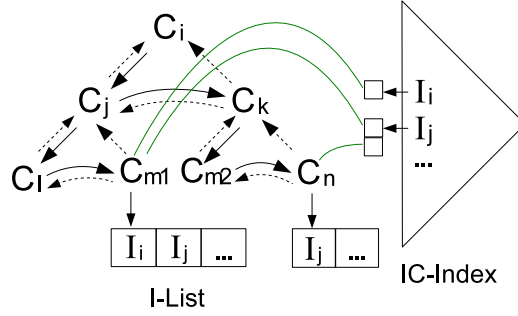 Ci
Cj Ck
Cl Cm1 Cm2 Cn
Ii Ij ...
Ij ...
I-List
Ii
Ij
...
IC-Index